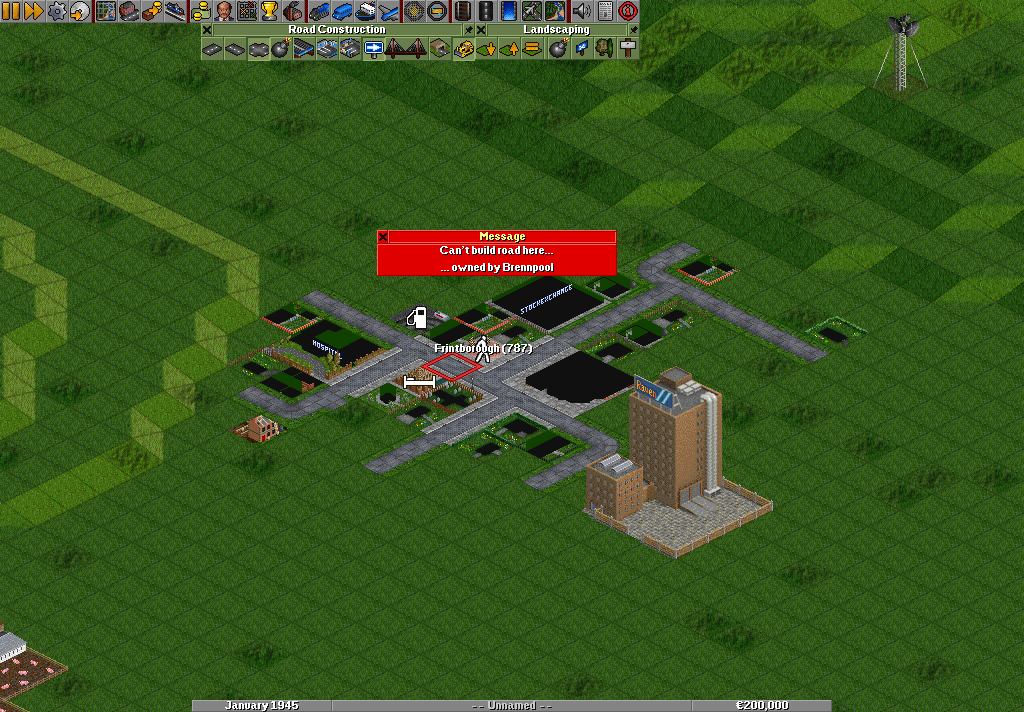 Road Construction
Landscaping
Message
Can't build road here...
... owned by Brennpool
STOCKEXCHANGE
HOSPITAL
Frintborough (787)
January 1945
-- Unnamed --
€200,000